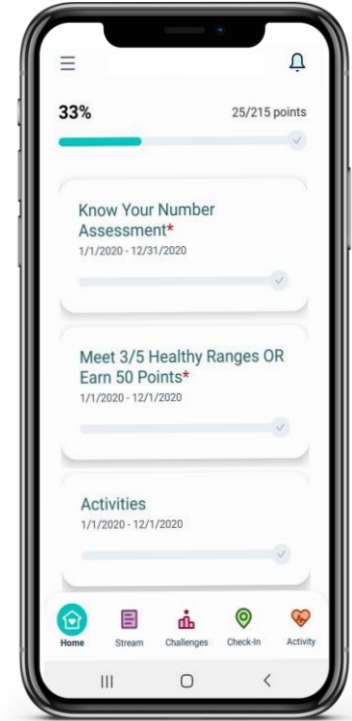 33%
25/215 points
Know Your Number
Assessment*
1/1/2020 - 12/31/2020
Meet 3/5 Healthy Ranges OR
Earn 50 Points*
1/1/2020 - 12/1/2020
Activities
1/1/2020 - 12/1/2020
Home Stream Challenges Check-In Activity